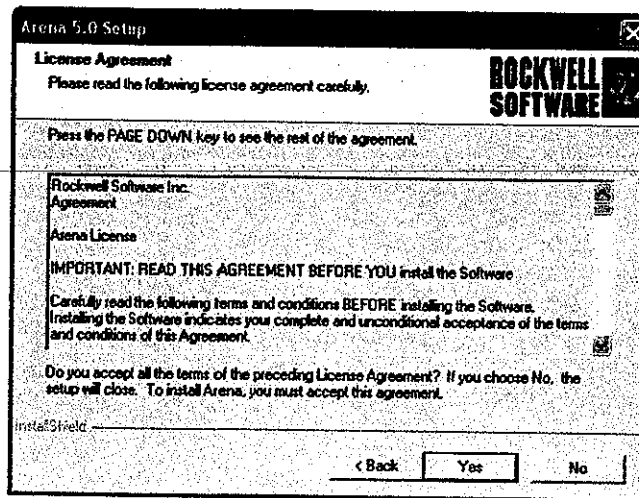 Arena 5.0 Setup
License Agreement
Please read the following license agreement carefully.
ROCKWELL
SOFTWARE
Press the PAGE DOWN key to see the rest of the agreement.
Rockwell Software Inc.
Agreement
Arena License
IMPORTANT: READ THIS AGREEMENT BEFORE YOU install the Software
Carefully read the following terms and conditions BEFORE installing the Software.
Installing the Software indicates your complete and unconditional acceptance of the terms
and conditions of this Agreement.
Do you accept all the terms of the preceding License Agreement? If you choose No, the
setup will close. To install Arena, you must accept this agreement.
InstallShield
< Back
Yes
No